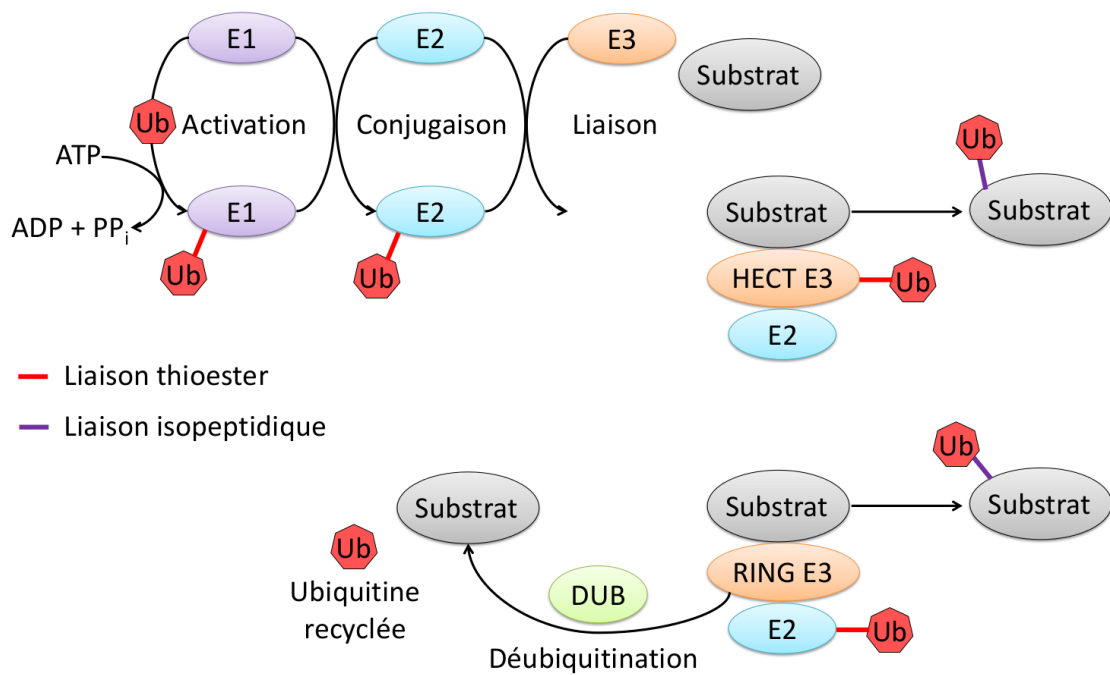 E1
E2
E3
Substrat
Ub
Activation
Conjugaison
Liaison
Ub
ATP
Substrat
Substrat
E1
E2
ADP + PPi
Ub
Ub
HECT E3
Ub
E2
Liaison thioester
Liaison isopeptidique
Ub
Substrat
Substrat
Substrat
Ub
RING E3
Ubiquitine
recyclée
DUB
E2
Ub
Déubiquitination